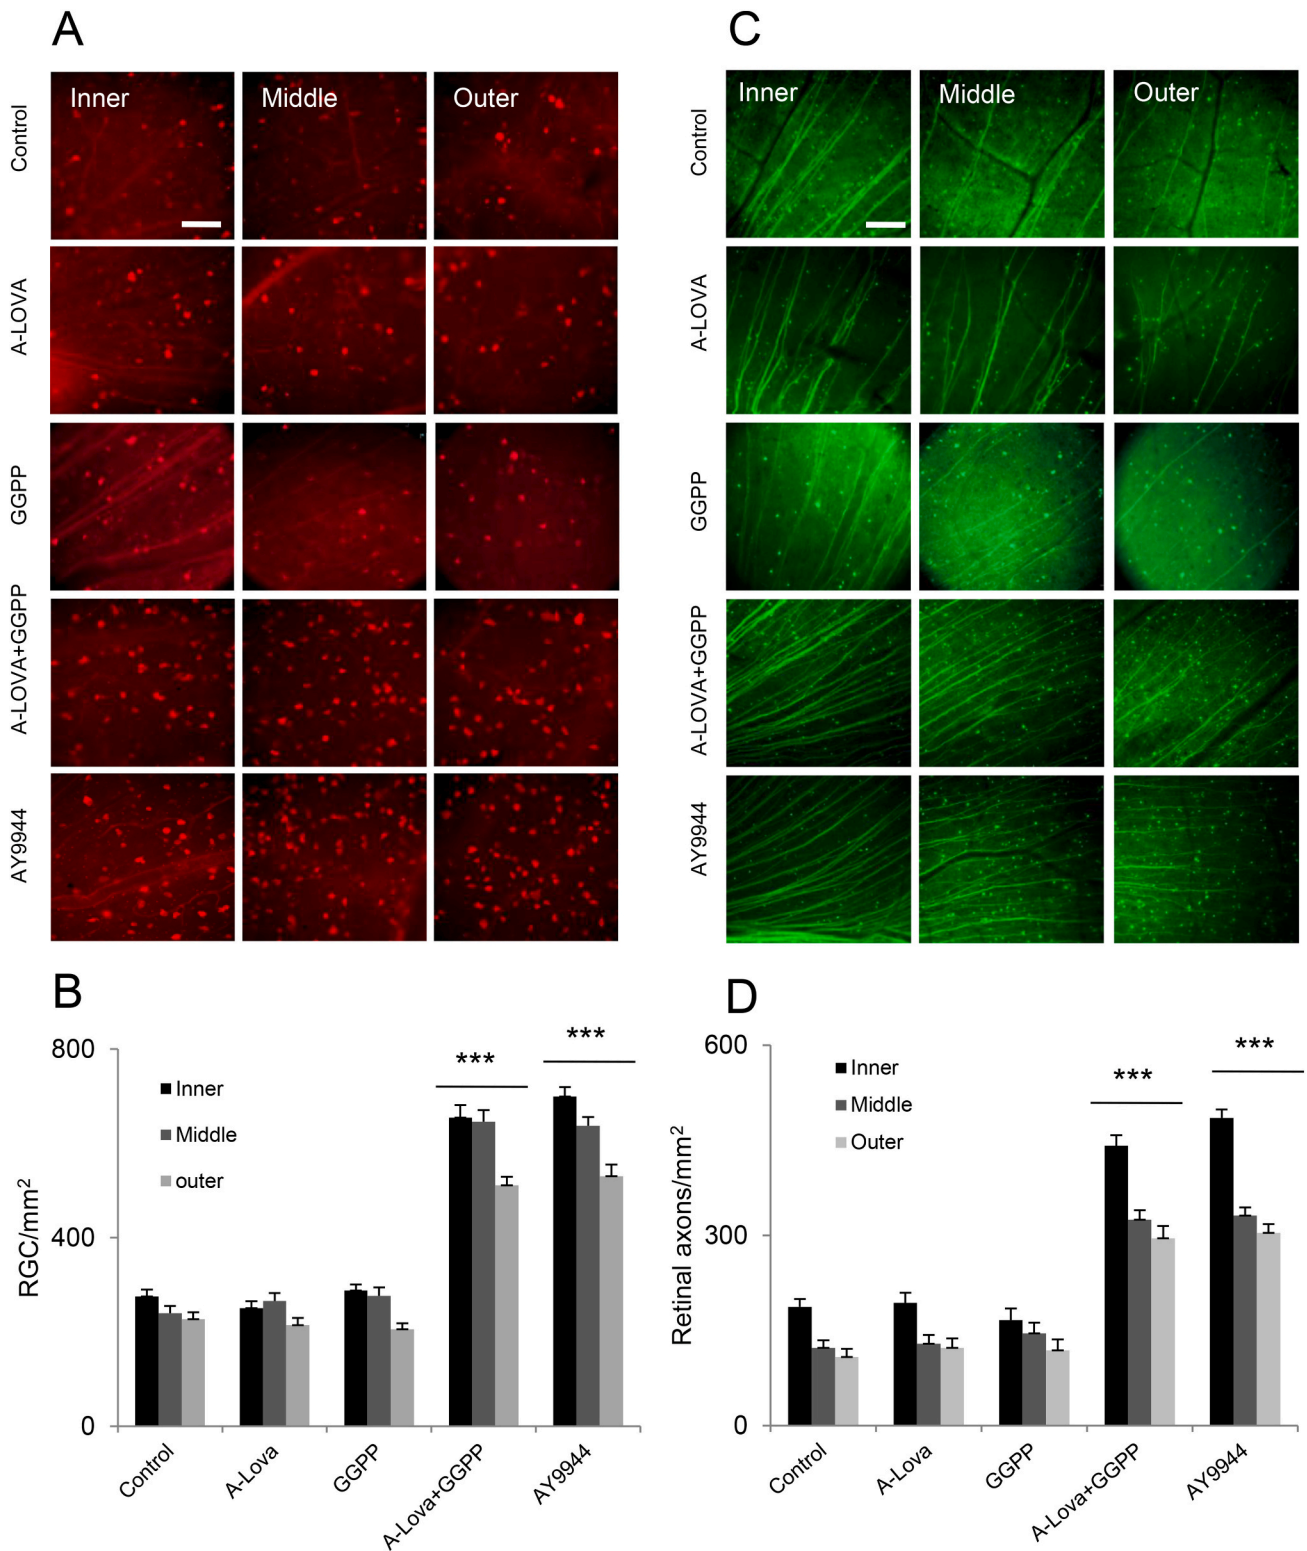 A
Inner
Middle
Outer
Control
A-LOVA
GGPP
A-LOVA+GGPP
AY9944
C
Inner
Middle
Outer
Control
A-LOVA
GGPP
A-LOVA+GGPP
AY9944
B
800
400
0
RGC/mm²
Inner
Middle
outer
***
***
Control
A-Lova
GGPP
A-Lova+GGPP
AY9944
D
600
300
0
Retinal axons/mm²
Inner
Middle
Outer
***
***
Control
A-Lova
GGPP
A-Lova+GGPP
AY9944